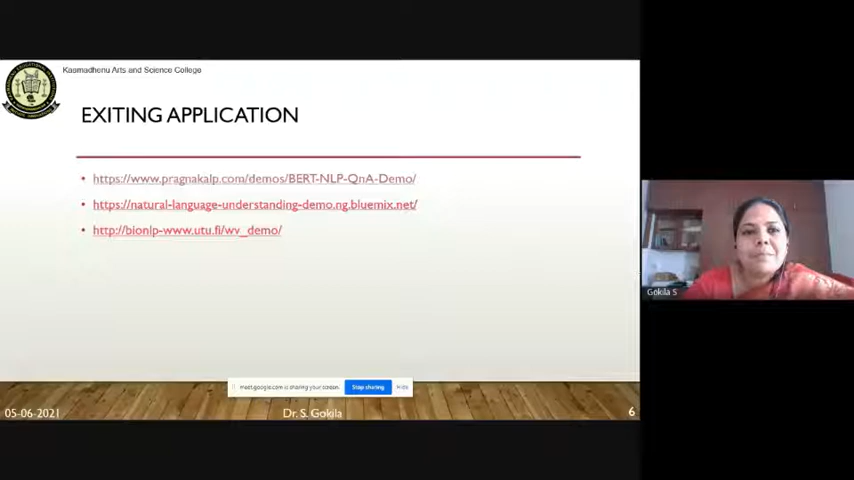 Kaamadhenu Arts and Science College
EXITING APPLICATION
• https://www.pragnakalp.com/demos/BERT-NLP-QnA-Demo/
• https://natural-language-understanding-demo.ng.bluemix.net/
• http://bionlp-www.utu.fi/wv_demo/
Gokila S
meet.google.com is sharing your screen.
Stop sharing
Hide
05-06-2021
Dr. S. Gokila
6